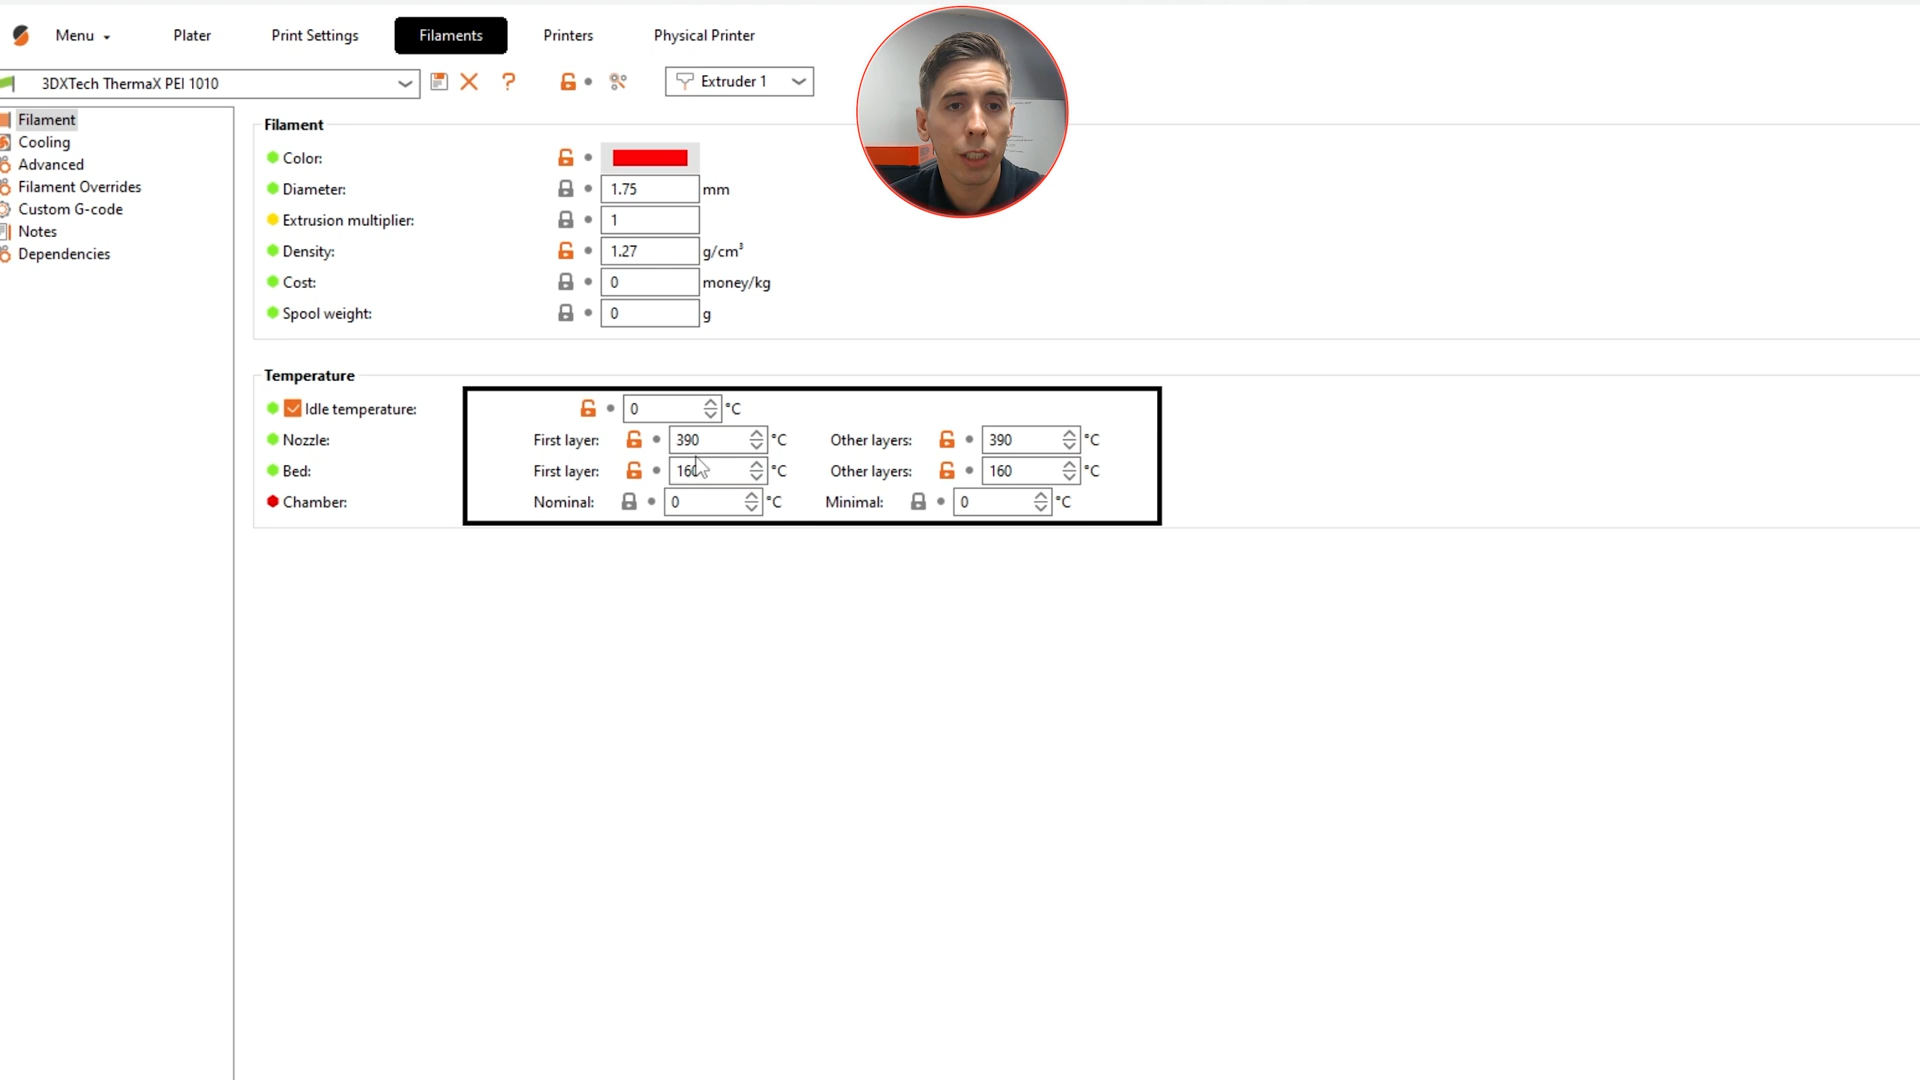 Menu Plater Print Settings Filaments Printers Physical Printer
3DXTech ThermaX PEI 1010 ? Extruder 1
Filament
Cooling
Advanced
Filament Overrides
Custom G-code
Notes
Dependencies
Filament
Color:
Diameter: 1.75 mm
Extrusion multiplier: 1
Density: 1.27 g/cm³
Cost: 0 money/kg
Spool weight: 0 g
Temperature
Idle temperature: 0 °C
Nozzle: First layer: 390 °C Other layers: 390 °C
Bed: First layer: 160 °C Other layers: 160 °C
Chamber: Nominal: 0 °C Minimal: 0 °C